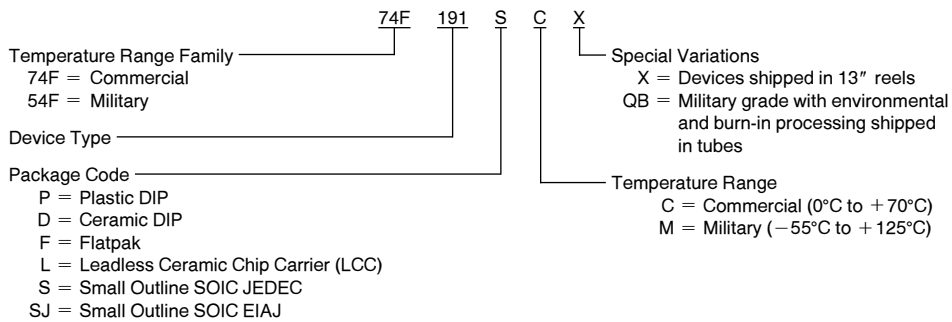 74F 191 S C X
Temperature Range Family
74F = Commercial
54F = Military
Device Type
Package Code
P = Plastic DIP
D = Ceramic DIP
F = Flatpak
L = Leadless Ceramic Chip Carrier (LCC)
S = Small Outline SOIC JEDEC
SJ = Small Outline SOIC EIAJ
Special Variations
X = Devices shipped in 13″ reels
QB = Military grade with environmental
and burn-in processing shipped
in tubes
Temperature Range
C = Commercial (0°C to +70°C)
M = Military (−55°C to +125°C)